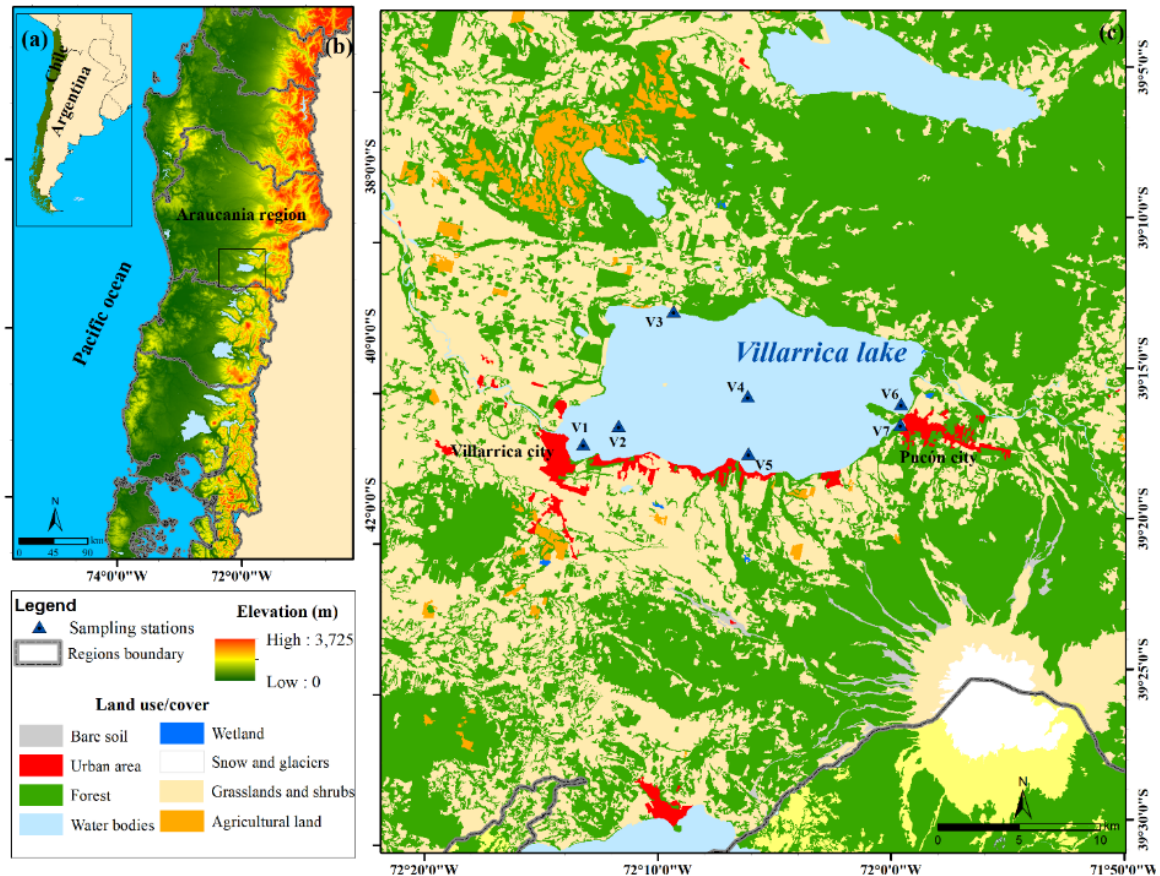 (a)
Chile
Argentina
(b)
Araucania region
Pacific ocean
38°0'0"S
40°0'0"S
42°0'0"S
N
0 45 90
km
74°0'0"W 72°0'0"W
Legend
Sampling stations
Regions boundary
Elevation (m)
High : 3,725
Low : 0
Land use/cover
Bare soil
Urban area
Forest
Water bodies
Wetland
Snow and glaciers
Grasslands and shrubs
Agricultural land
(c)
Villarrica lake
V3
V4
V6
V1
V2
V7
V5
Villarrica city
Pucón city
39°5'0"S
39°10'0"S
39°15'0"S
39°20'0"S
39°25'0"S
39°30'0"S
N
0 5 10
km
72°20'0"W 72°10'0"W 72°0'0"W 71°50'0"W